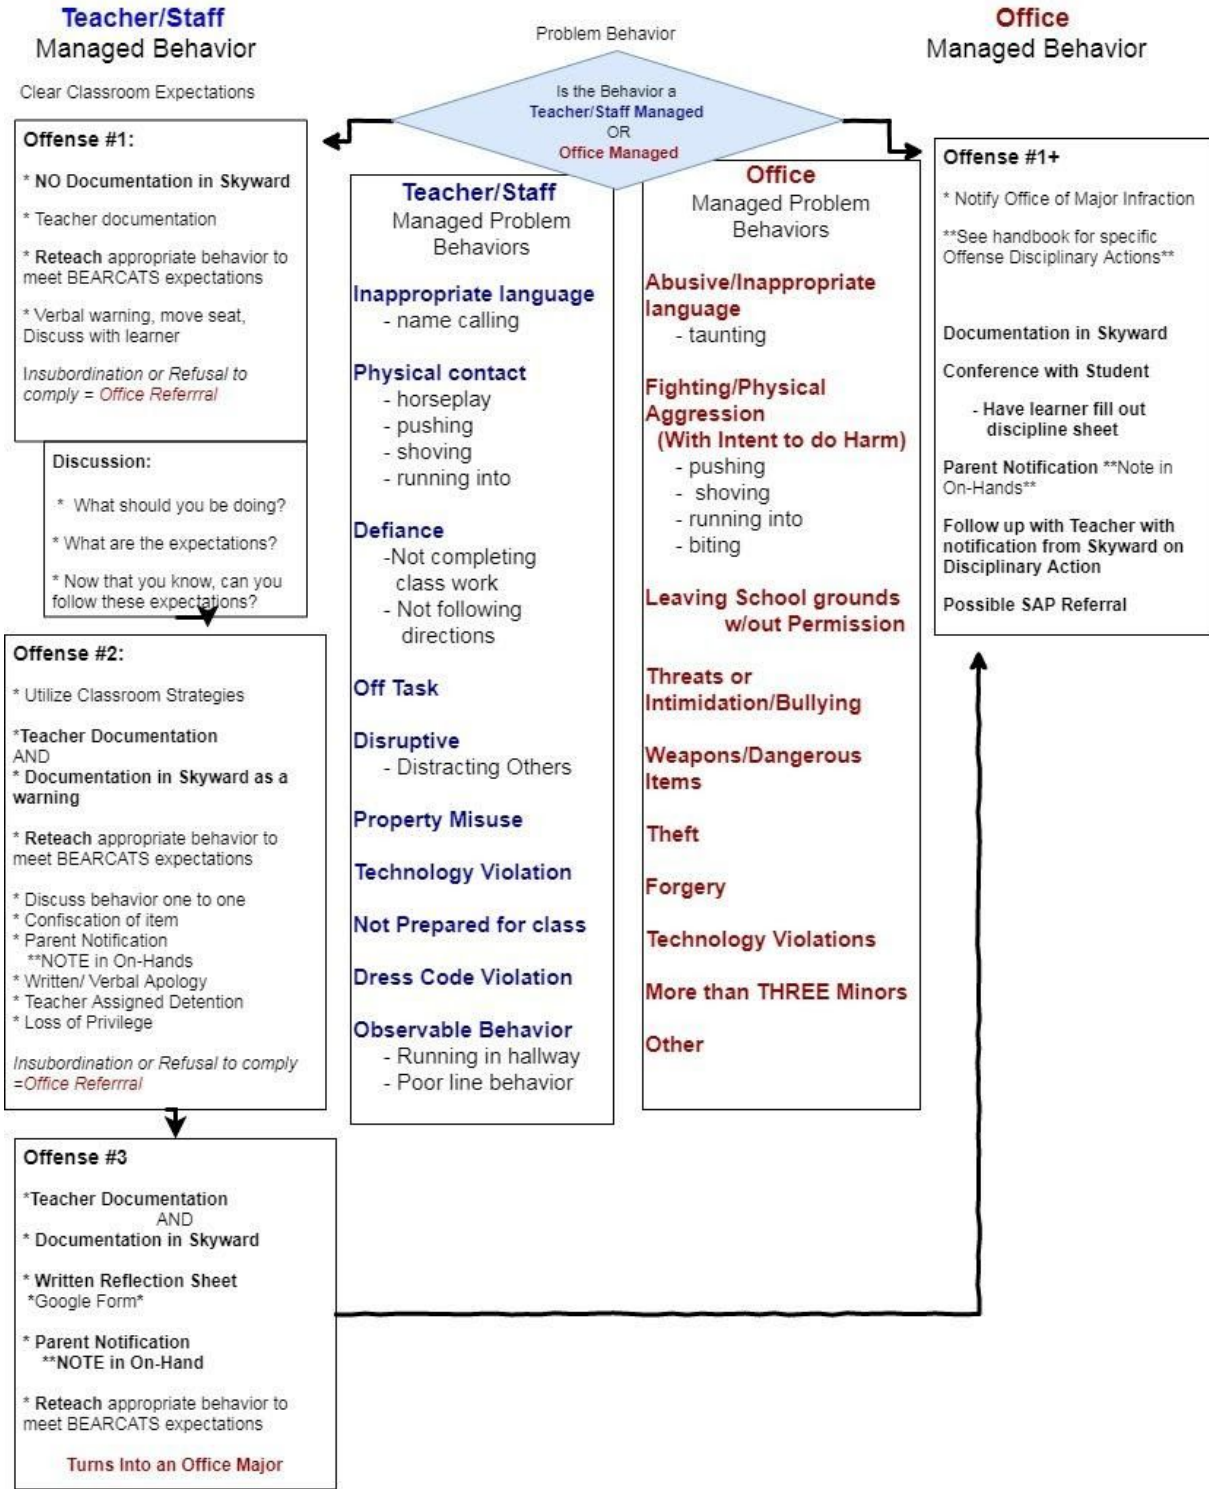 Teacher/Staff
Managed Behavior
Clear Classroom Expectations
Problem Behavior
Is the Behavior a
Teacher/Staff Managed
OR
Office Managed
Office
Managed Behavior
Offense #1:
* NO Documentation in Skyward
* Teacher documentation
* Reteach appropriate behavior to
meet BEARCATS expectations
* Verbal warning, move seat,
Discuss with learner
Insubordination or Refusal to
comply = Office Referrral
Discussion:
* What should you be doing?
* What are the expectations?
* Now that you know, can you
follow these expectations?
Offense #2:
* Utilize Classroom Strategies
*Teacher Documentation
AND
* Documentation in Skyward as a
warning
* Reteach appropriate behavior to
meet BEARCATS expectations
* Discuss behavior one to one
* Confiscation of item
* Parent Notification
**NOTE in On-Hands
* Written/ Verbal Apology
* Teacher Assigned Detention
* Loss of Privilege
Insubordination or Refusal to comply
=Office Referrral
Offense #3
*Teacher Documentation
AND
* Documentation in Skyward
* Written Reflection Sheet
*Google Form*
* Parent Notification
**NOTE in On-Hand
* Reteach appropriate behavior to
meet BEARCATS expectations
Turns Into an Office Major
Teacher/Staff
Managed Problem
Behaviors
Inappropriate language
- name calling
Physical contact
- horseplay
- pushing
- shoving
- running into
Defiance
-Not completing
class work
- Not following
directions
Off Task
Disruptive
- Distracting Others
Property Misuse
Technology Violation
Not Prepared for class
Dress Code Violation
Observable Behavior
- Running in hallway
- Poor line behavior
Office
Managed Problem
Behaviors
Abusive/Inappropriate
language
- taunting
Fighting/Physical
Aggression
(With Intent to do Harm)
- pushing
- shoving
- running into
- biting
Leaving School grounds
w/out Permission
Threats or
Intimidation/Bullying
Weapons/Dangerous
Items
Theft
Forgery
Technology Violations
More than THREE Minors
Other
Offense #1+
* Notify Office of Major Infraction
**See handbook for specific
Offense Disciplinary Actions**
Documentation in Skyward
Conference with Student
- Have learner fill out
discipline sheet
Parent Notification **Note in
On-Hands**
Follow up with Teacher with
notification from Skyward on
Disciplinary Action
Possible SAP Referral